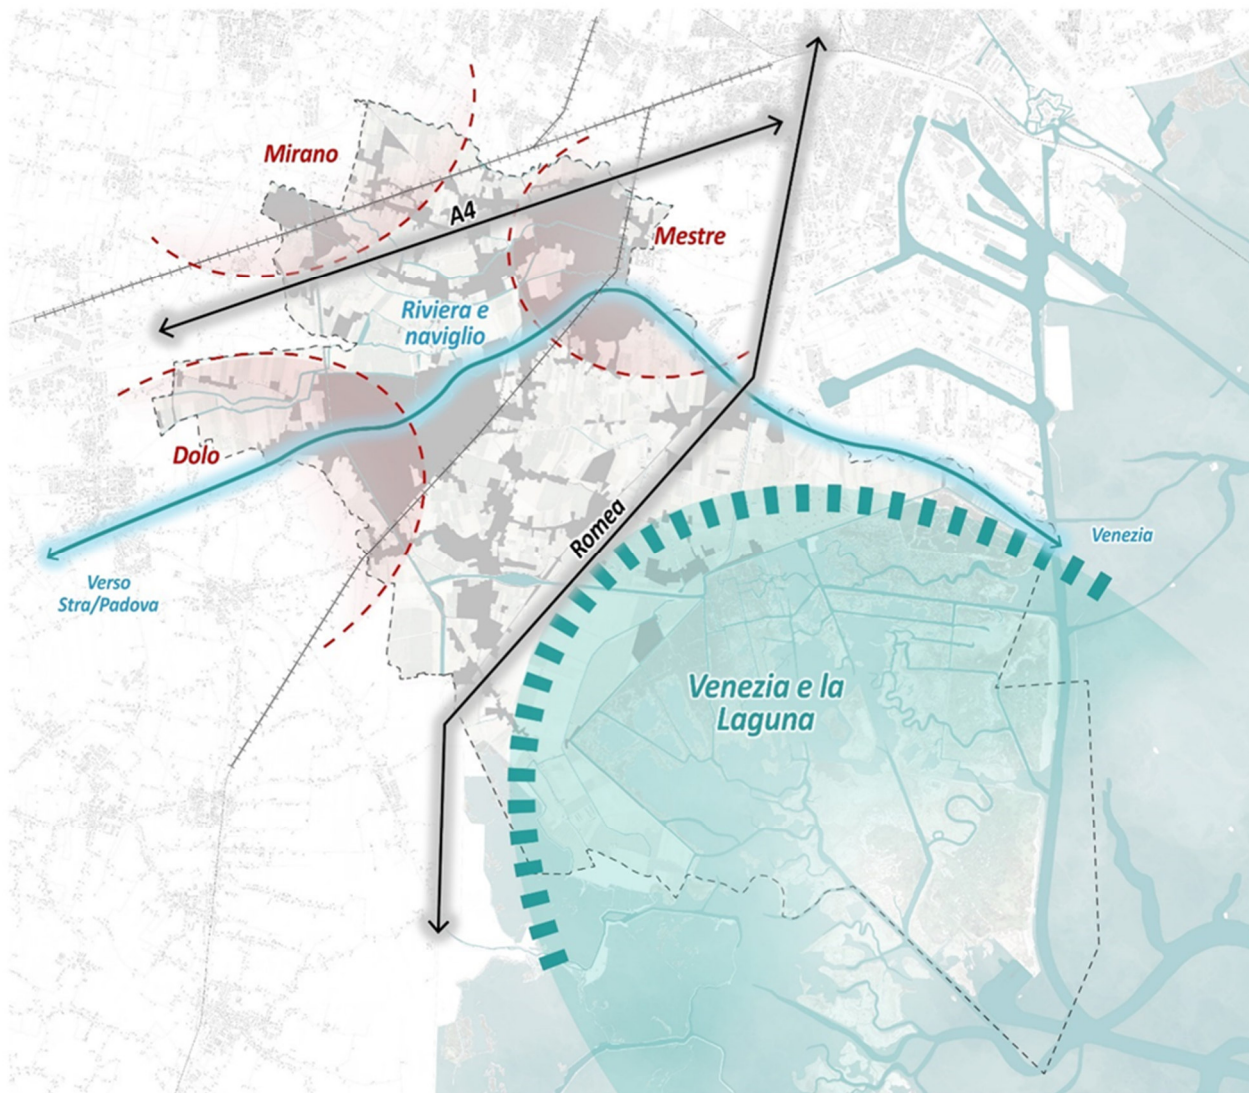 Mirano
A4
Mestre
Riviera e
naviglio
Dolo
Romea
Venezia
Verso
Stra/Padova
Venezia e la
Laguna